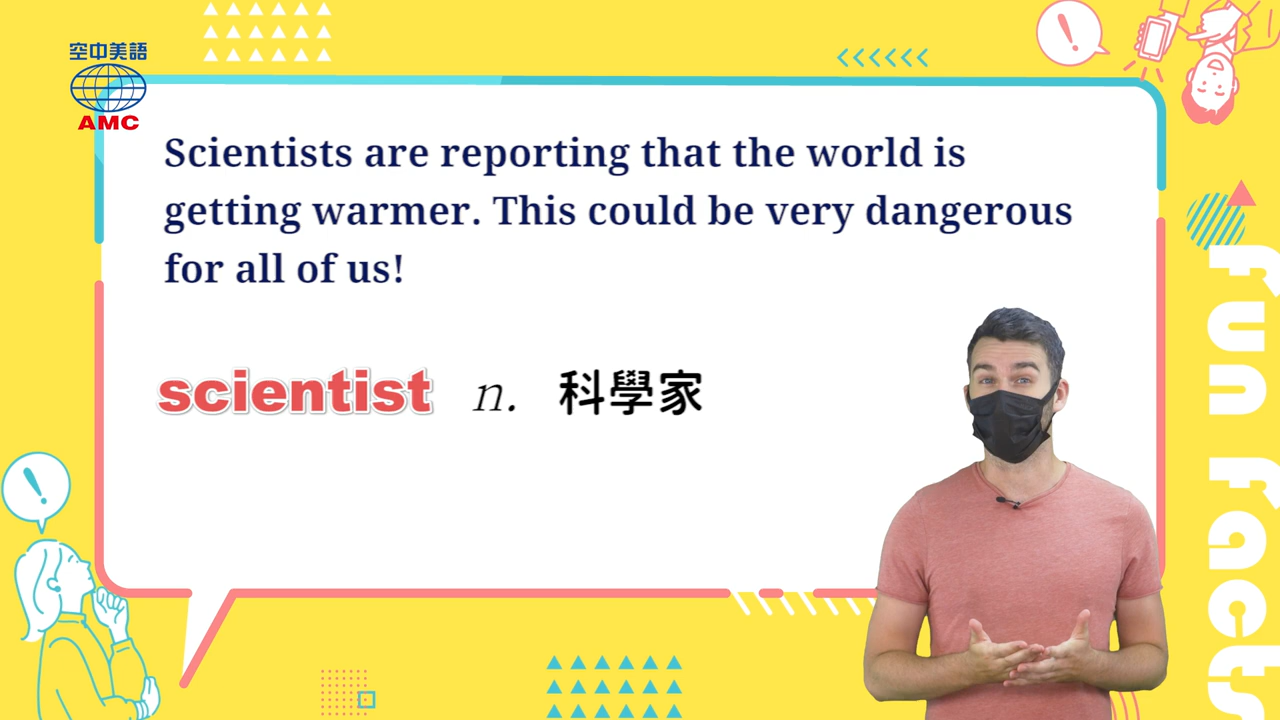 空中美語
AMC
Scientists are reporting that the world is
getting warmer. This could be very dangerous
for all of us!
scientist n. 科學家
fun facts